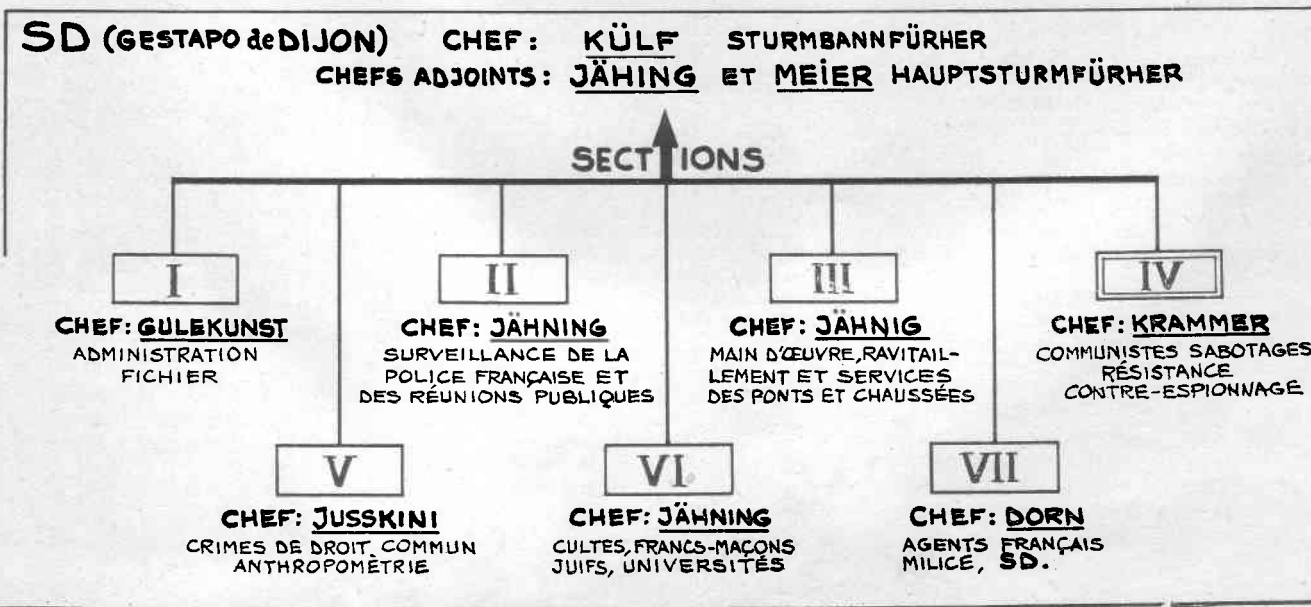 SD (GESTAPO de DIJON) CHEF: KÜLF STURMBANNFÜRHER
CHEFS ADJOINTS: JÄHING ET MEIER HAUPTSTURMFÜRHER
SECTIONS
I
CHEF: GULEKUNST
ADMINISTRATION
FICHIER
II
CHEF: JÄHNING
SURVEILLANCE DE LA
POLICE FRANÇAISE ET
DES RÉUNIONS PUBLIQUES
III
CHEF: JÄHNIG
MAIN D'ŒUVRE, RAVITAIL-
LEMENT ET SERVICES
DES PONTS ET CHAUSSÉES
IV
CHEF: KRAMMER
COMMUNISTES SABOTAGES
RÉSISTANCE
CONTRE-ESPIONNAGE
V
CHEF: JUSSKINI
CRIMES DE DROIT COMMUN
ANTHROPOMÉTRIE
VI
CHEF: JÄHNING
CULTES, FRANCS-MAÇONS
JUIFS, UNIVERSITÉS
VII
CHEF: DORN
AGENTS FRANÇAIS
MILICE, SD.